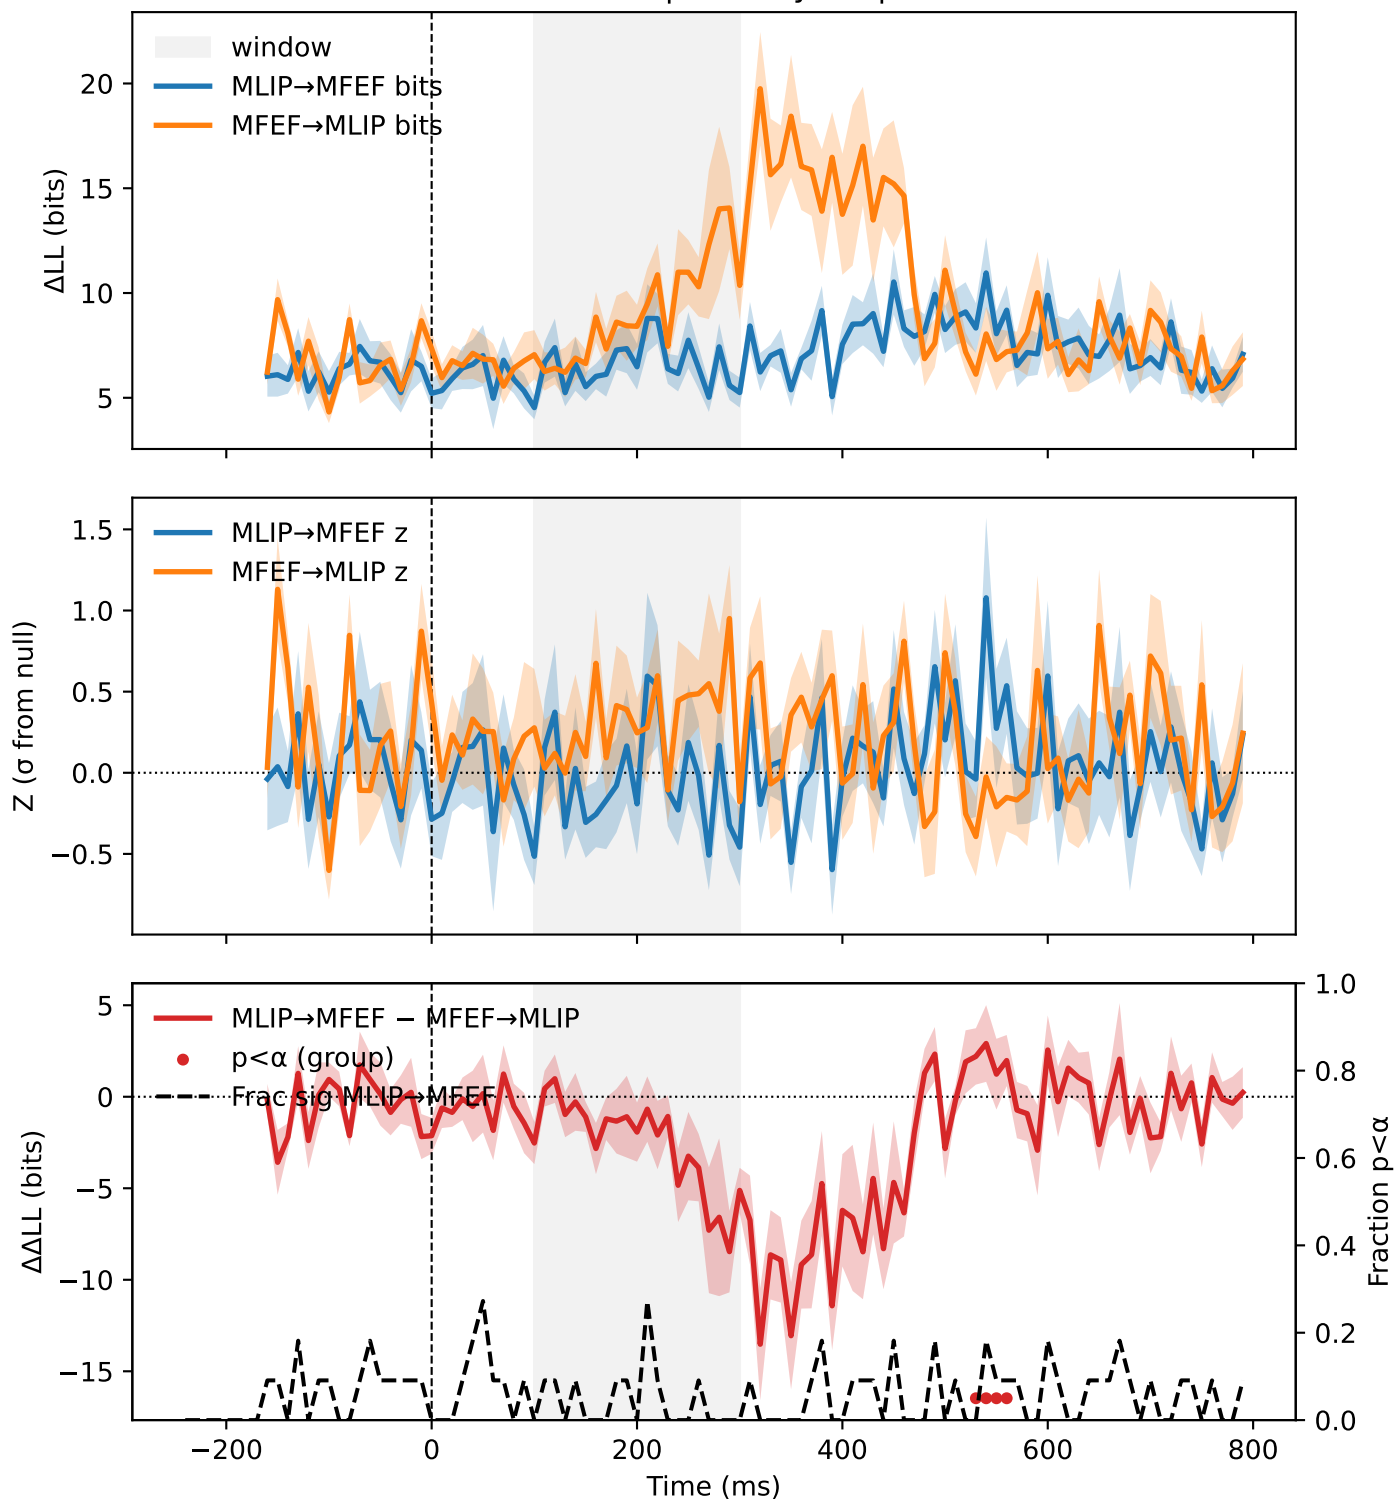 window
MLIP→MFEF bits
MFEF→MLIP bits
ΔLL (bits)
20
15
10
5
MLIP→MFEF z
MFEF→MLIP z
Z (σ from null)
1.5
1.0
0.5
0.0
−0.5
MLIP→MFEF − MFEF→MLIP
p<α (group)
Frac sig MLIP→MFEF
ΔΔLL (bits)
5
0
−5
−10
−15
1.0
0.8
0.6
0.4
0.2
0.0
Fraction p<α
−200
0
200
400
600
800
Time (ms)